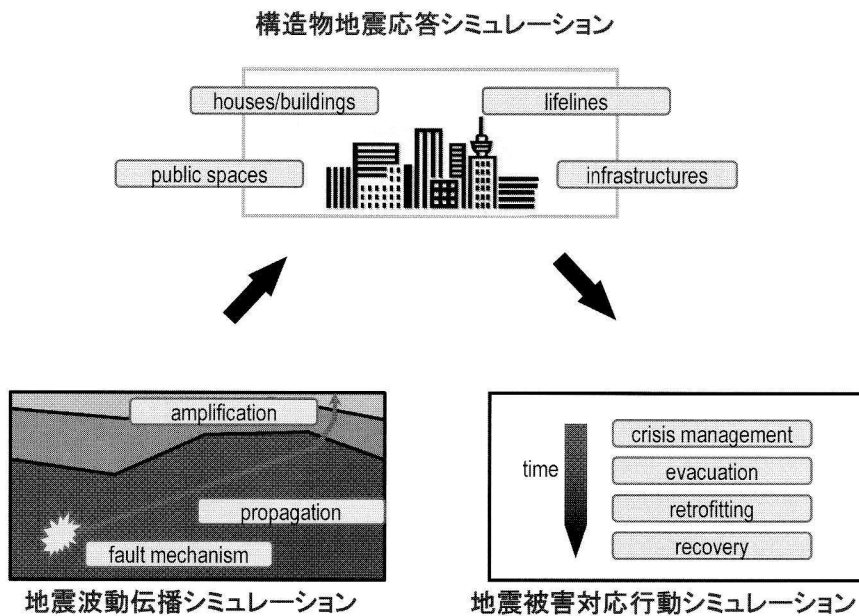 構造物地震応答シミュレーション
houses/buildings
lifelines
public spaces
infrastructures
amplification
propagation
fault mechanism
地震波動伝播シミュレーション
time
crisis management
evacuation
retrofitting
recovery
地震被害対応行動シミュレーション